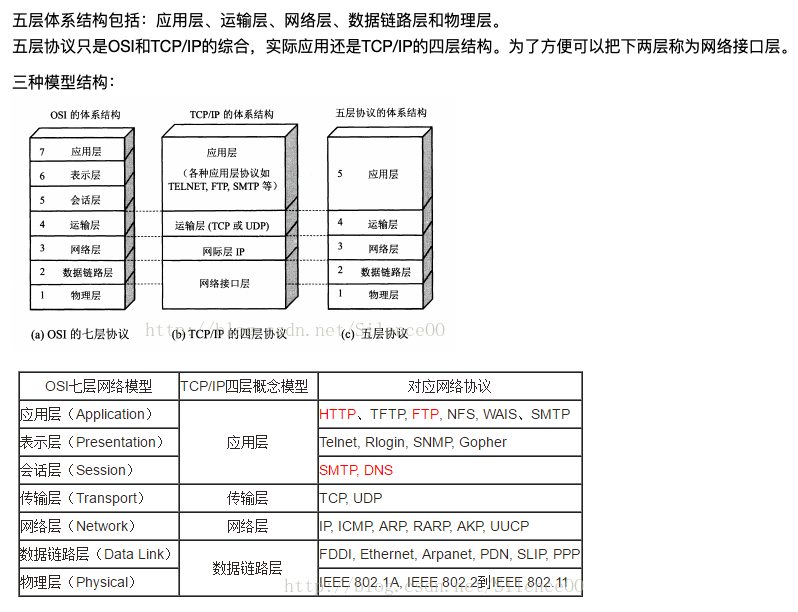 五层体系结构包括：应用层、运输层、网络层、数据链路层和物理层。
五层协议只是OSI和TCP/IP的综合，实际应用还是TCP/IP的四层结构。为了方便可以把下两层称为网络接口层。
三种模型结构：
OSI 的体系结构
7 应用层
6 表示层
5 会话层
4 运输层
3 网络层
2 数据链路层
1 物理层
(a) OSI 的七层协议
TCP/IP 的体系结构
应用层
（各种应用层协议如
TELNET, FTP, SMTP 等）
运输层 (TCP 或 UDP)
网际层 IP
网络接口层
(b) TCP/IP 的四层协议
五层协议的体系结构
5 应用层
4 运输层
3 网络层
2 数据链路层
1 物理层
(c) 五层协议
http://blog.csdn.net/SilenceOO
OSI七层网络模型 TCP/IP四层概念模型 对应网络协议
应用层（Application） HTTP、TFTP, FTP, NFS, WAIS、SMTP
表示层（Presentation） 应用层 Telnet, Rlogin, SNMP, Gopher
会话层（Session） SMTP, DNS
传输层（Transport） 传输层 TCP, UDP
网络层（Network） 网络层 IP, ICMP, ARP, RARP, AKP, UUCP
数据链路层（Data Link） 数据链路层 FDDI, Ethernet, Arpanet, PDN, SLIP, PPP
物理层（Physical） IEEE 802.1A, IEEE 802.2到IEEE 802.11
http://blog.csdn.net/SilenceOO